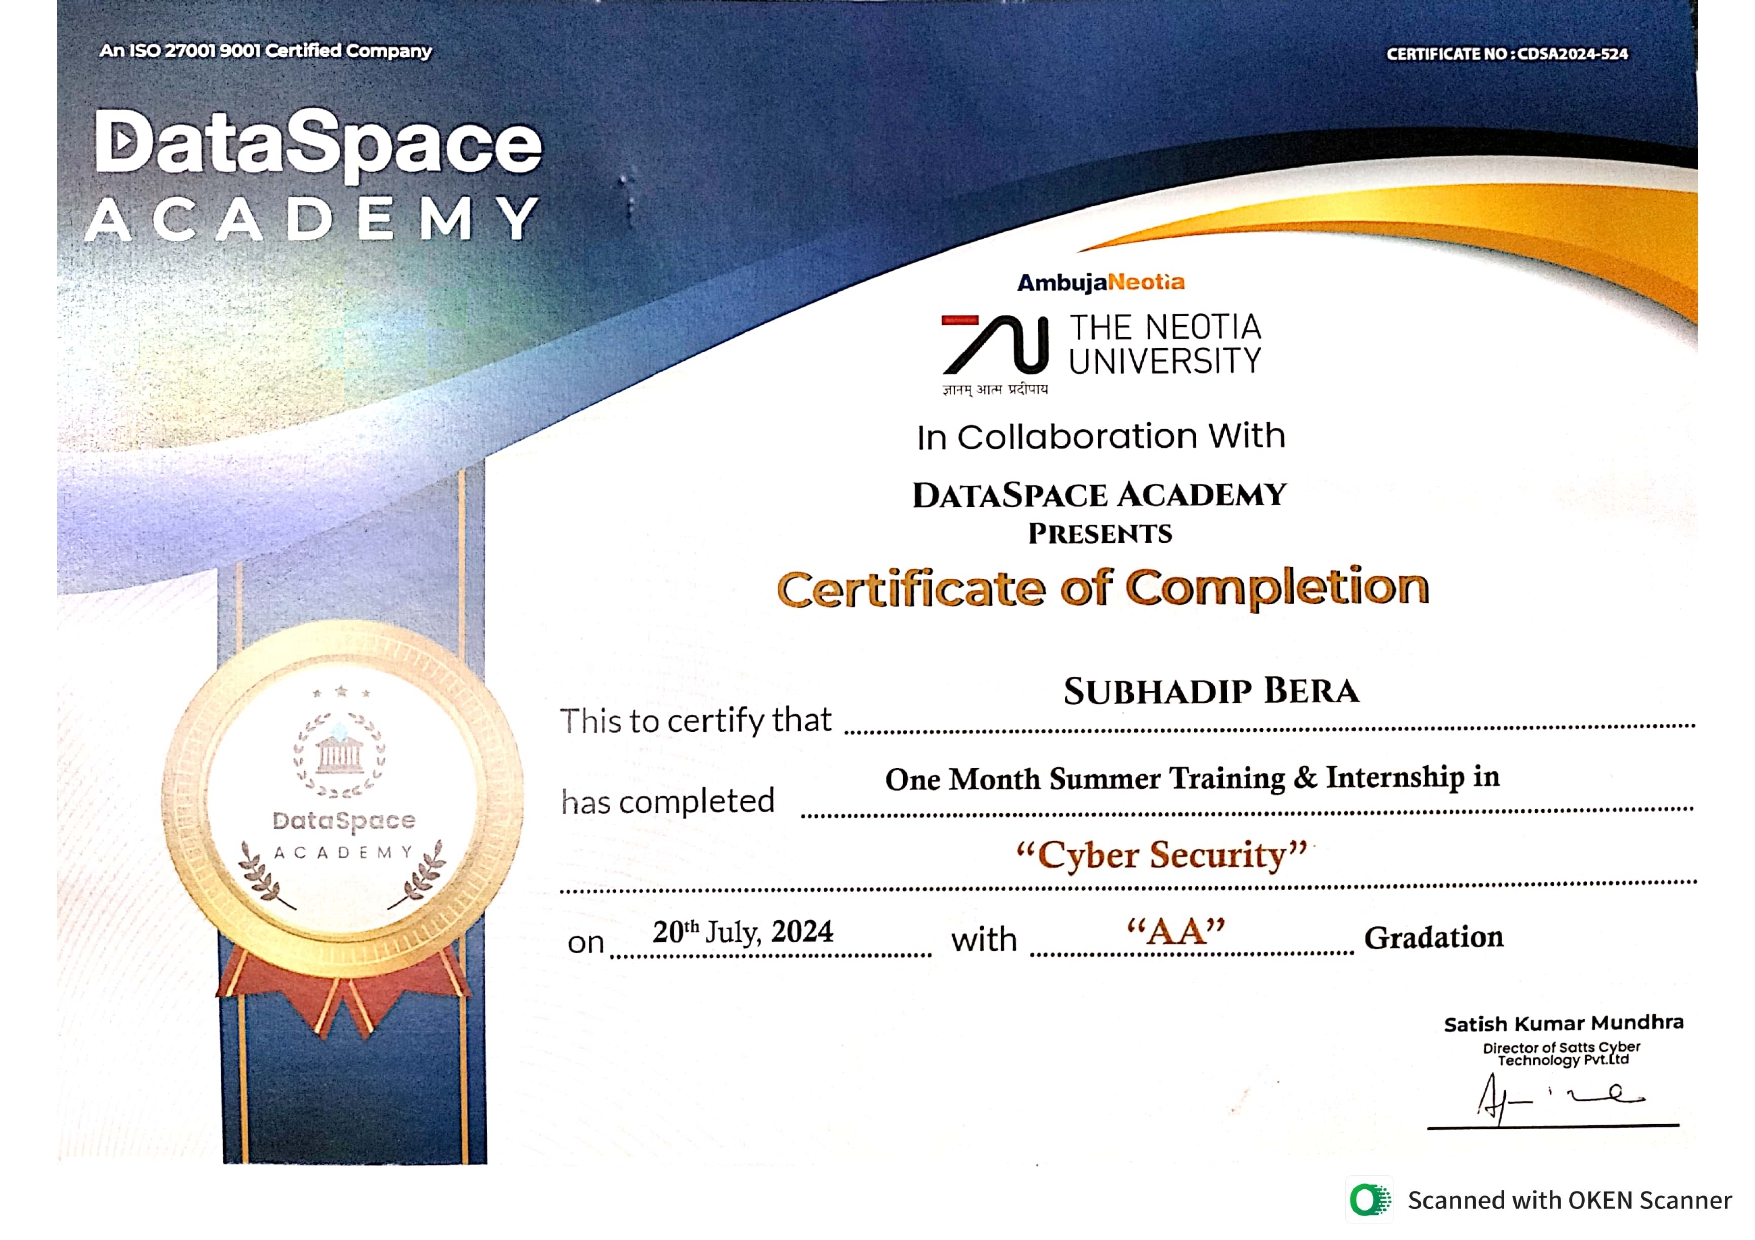 An ISO 27001 9001 Certified Company
CERTIFICATE NO : CDSA2024-524
DataSpace
ACADEMY
AmbujaNeotia
THE NEOTIA
UNIVERSITY
ज्ञानम् आत्म प्रदीपाय
In Collaboration With
DATASPACE ACADEMY
PRESENTS
Certificate of Completion
SUBHADIP BERA
This to certify that
One Month Summer Training & Internship in
has completed
“Cyber Security”
on 20th July, 2024 with “AA” Gradation
DataSpace
ACADEMY
Satish Kumar Mundhra
Director of Satts Cyber
Technology Pvt.Ltd
Scanned with OKEN Scanner